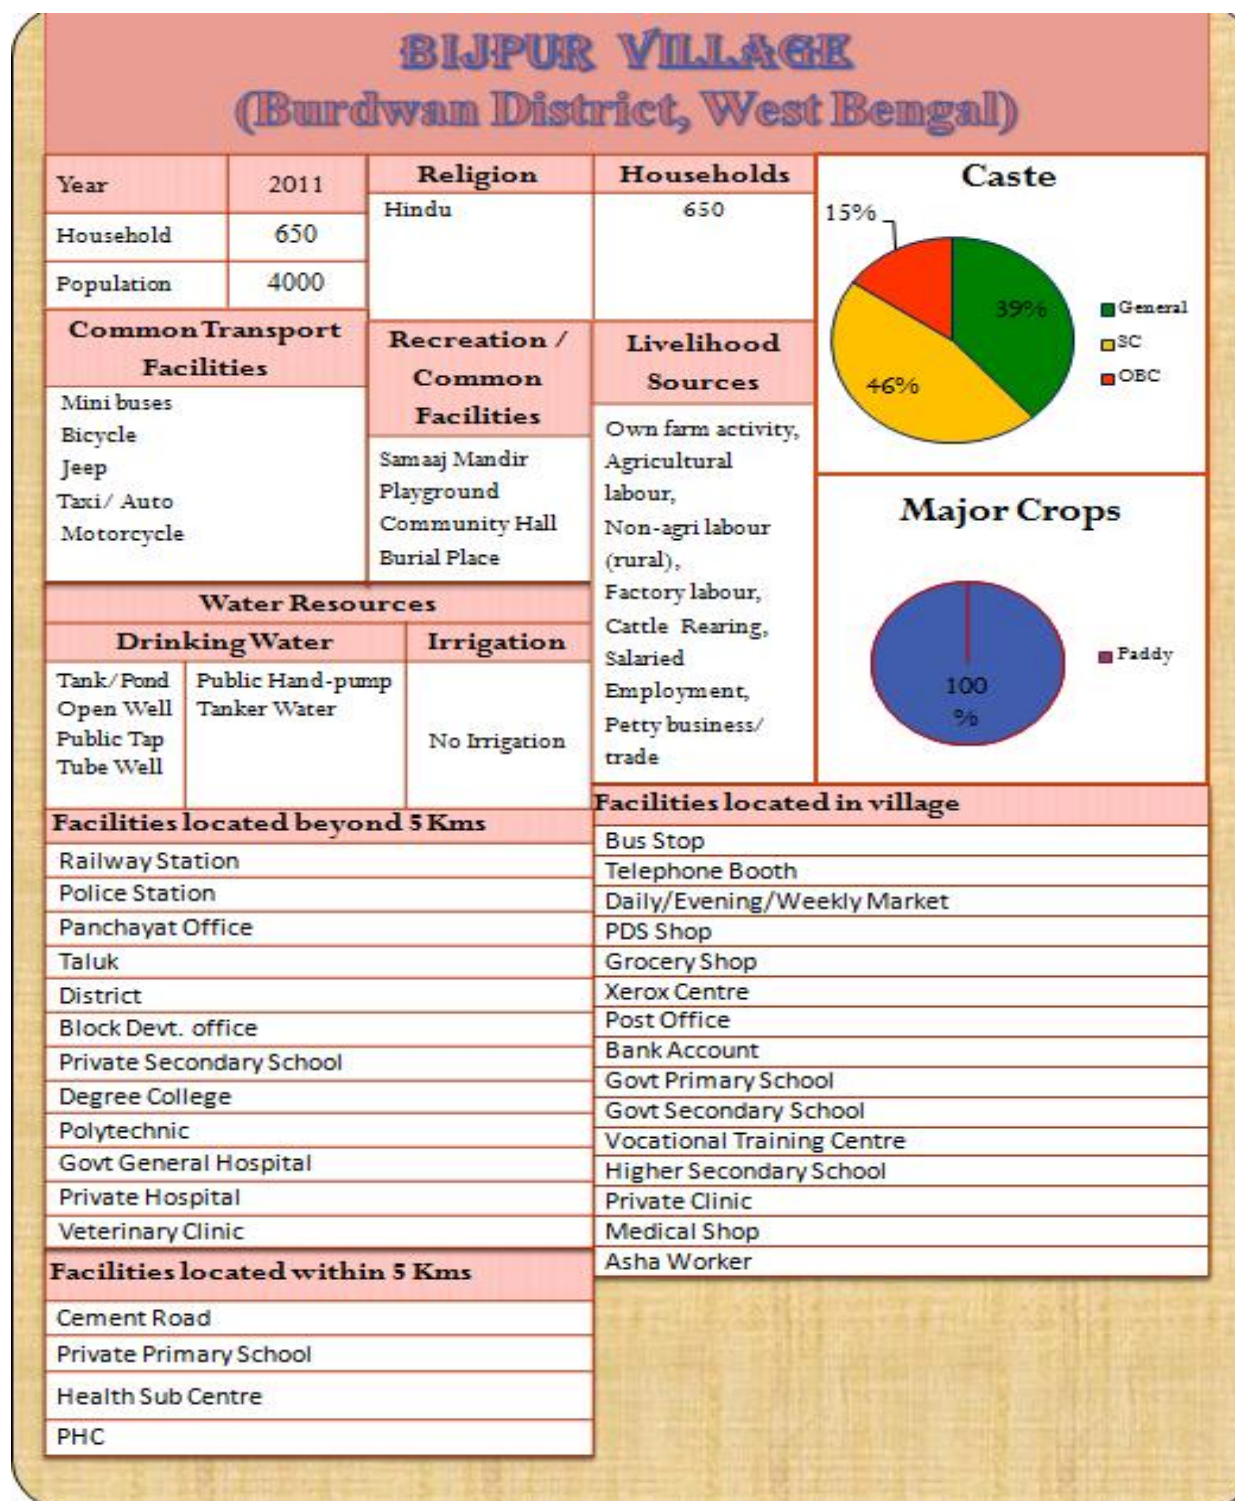 BIJPUR VILLAGE
(Burdwan District, West Bengal)
Year 2011
Household 650
Population 4000
Religion
Hindu
Households
650
Caste
15%
39%
46%
General
SC
OBC
Common Transport
Facilities
Mini buses
Bicycle
Jeep
Taxi/ Auto
Motorcycle
Recreation /
Common
Facilities
Samaaj Mandir
Playground
Community Hall
Burial Place
Livelihood
Sources
Own farm activity,
Agricultural
labour,
Non-agri labour
(rural),
Factory labour,
Cattle Rearing,
Salaried
Employment,
Petty business/
trade
Major Crops
100
%
Paddy
Water Resources
Drinking Water
Irrigation
Tank/Pond
Open Well
Public Tap
Tube Well
Public Hand-pump
Tanker Water
No Irrigation
Facilities located beyond 5 Kms
Railway Station
Police Station
Panchayat Office
Taluk
District
Block Devt. office
Private Secondary School
Degree College
Polytechnic
Govt General Hospital
Private Hospital
Veterinary Clinic
Facilities located within 5 Kms
Cement Road
Private Primary School
Health Sub Centre
PHC
Facilities located in village
Bus Stop
Telephone Booth
Daily/Evening/Weekly Market
PDS Shop
Grocery Shop
Xerox Centre
Post Office
Bank Account
Govt Primary School
Govt Secondary School
Vocational Training Centre
Higher Secondary School
Private Clinic
Medical Shop
Asha Worker